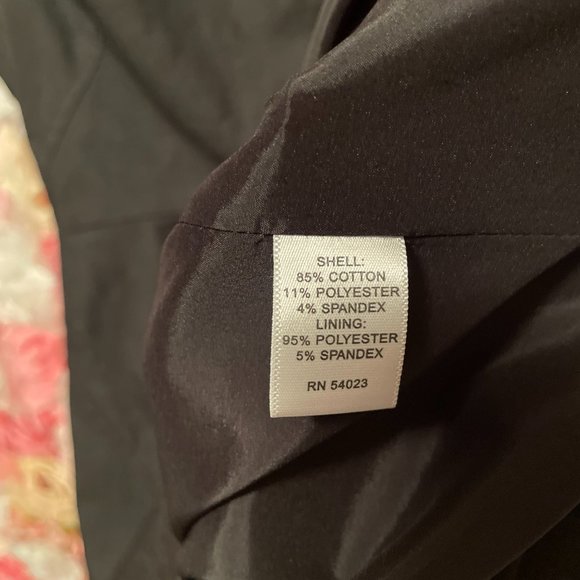 SHELL:
85% COTTON
11% POLYESTER
4% SPANDEX
LINING:
95% POLYESTER
5% SPANDEX
RN 54023